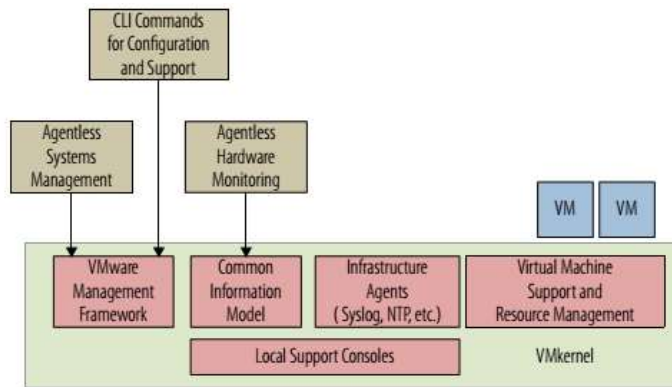 CLI Commands
for Configuration
and Support
Agentless
Systems
Management
Agentless
Hardware
Monitoring
VM
VM
VMware
Management
Framework
Common
Information
Model
Infrastructure
Agents
( Syslog, NTP, etc.)
Virtual Machine
Support and
Resource Management
Local Support Consoles
VMkernel